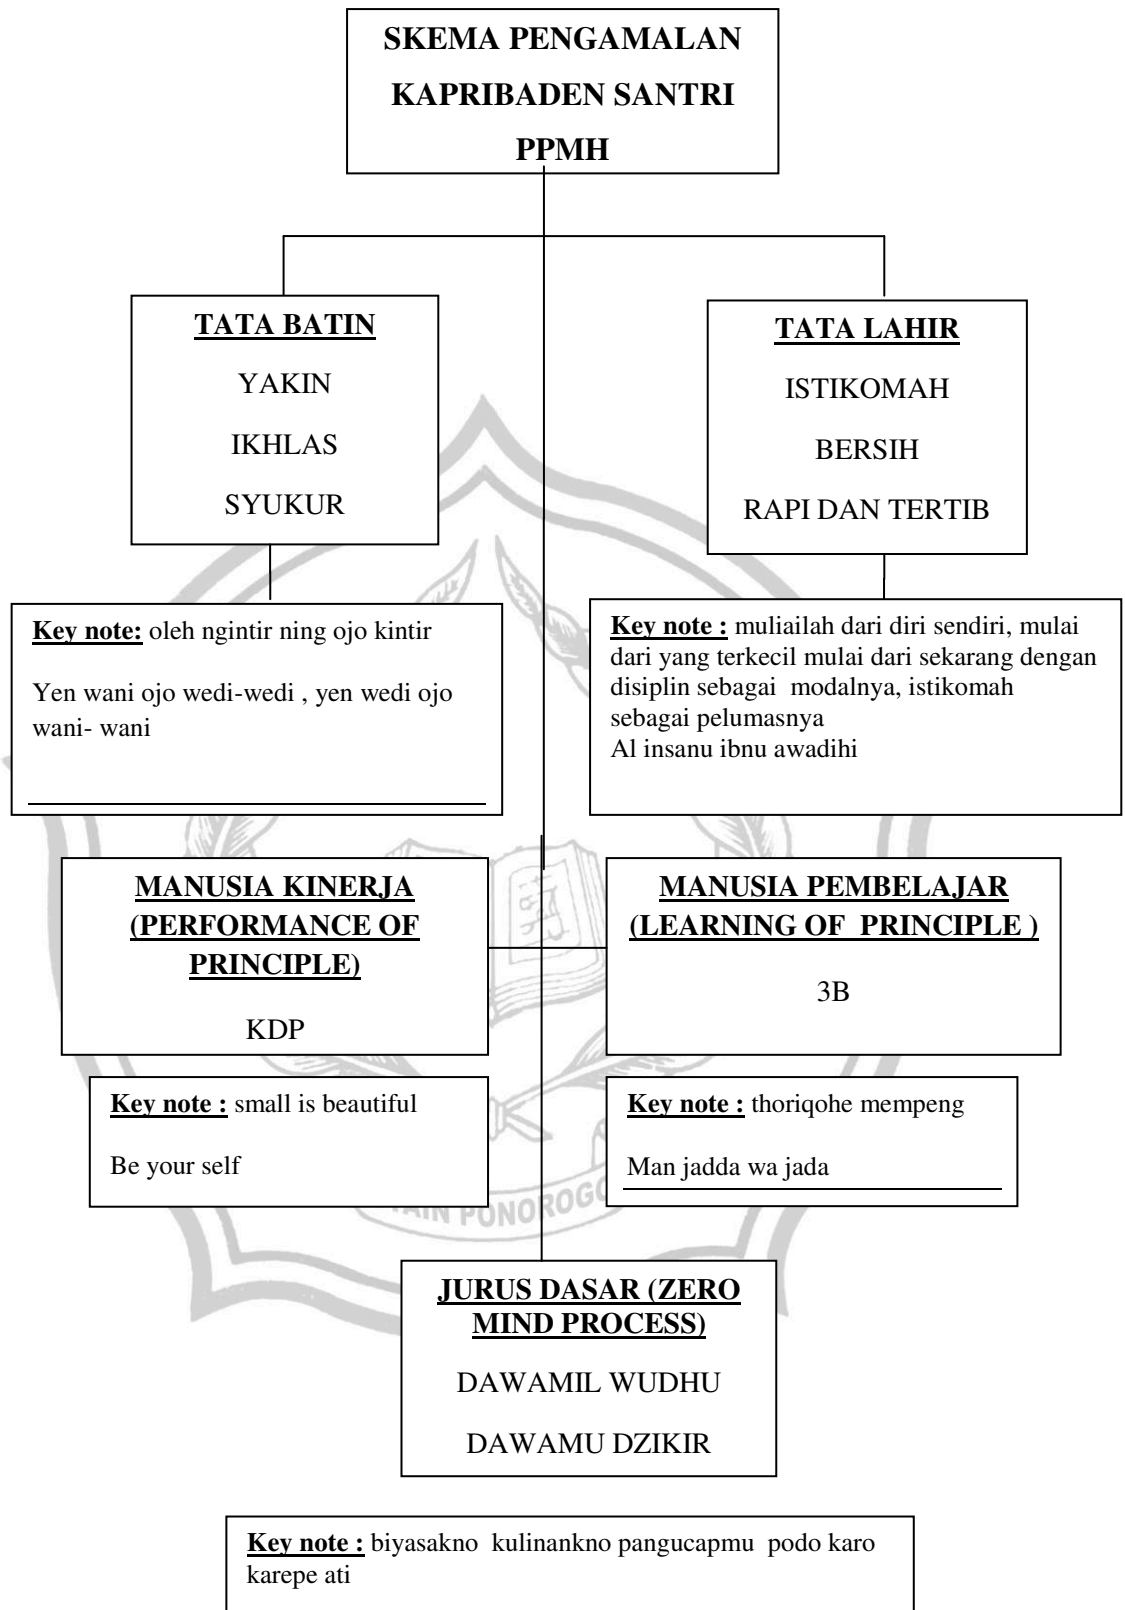 SKEMA PENGAMALAN
KAPRIBADEN SANTRI
PPMH
TATA BATIN
YAKIN
IKHLAS
SYUKUR
TATA LAHIR
ISTIKOMAH
BERSIH
RAPI DAN TERTIB
Key note: oleh ngintir ning ojo kintir
Yen wani ojo wedi-wedi , yen wedi ojo
wani- wani
Key note : muliailah dari diri sendiri, mulai
dari yang terkecil mulai dari sekarang dengan
disiplin sebagai modalnya, istikomah
sebagai pelumasnya
Al insanu ibnu awadihi
MANUSIA KINERJA
(PERFORMANCE OF
PRINCIPLE)
KDP
MANUSIA PEMBELAJAR
(LEARNING OF PRINCIPLE )
3B
Key note : small is beautiful
Be your self
Key note : thoriqohe mempeng
Man jadda wa jada
PONOROGO
JURUS DASAR (ZERO
MIND PROCESS)
DAWAMIL WUDHU
DAWAMU DZIKIR
Key note : biyasakno kulinankno pangucapmu podo karo
karepe ati